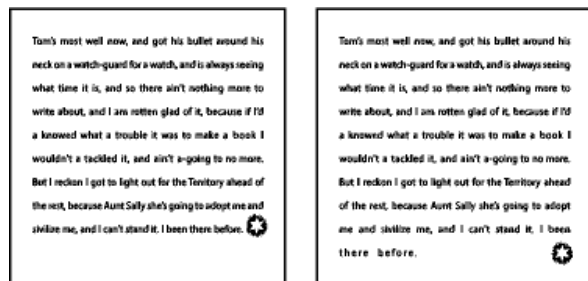 Tom's most well now, and got his bullet around his
neck on a watch-guard for a watch, and is always seeing
what time it is, and so there ain't nothing more to
write about, and I am rotten glad of it, because if I'd
a knowed what a trouble it was to make a book I
wouldn't a tackled it, and ain't a-going to no more.
But I reckon I got to light out for the Territory ahead of
the rest, because Aunt Sally she's going to adopt me and
sivilize me, and I can't stand it. I been there before.
Tom's most well now, and got his bullet around his
neck on a watch-guard for a watch, and is always seeing
what time it is, and so there ain't nothing more to
write about, and I am rotten glad of it, because if I'd
a knowed what a trouble it was to make a book I
wouldn't a tackled it, and ain't a-going to no more.
But I reckon I got to light out for the Territory ahead
of the rest, because Aunt Sally she's going to adopt
me and sivilize me, and I can't stand it. I been
there before.